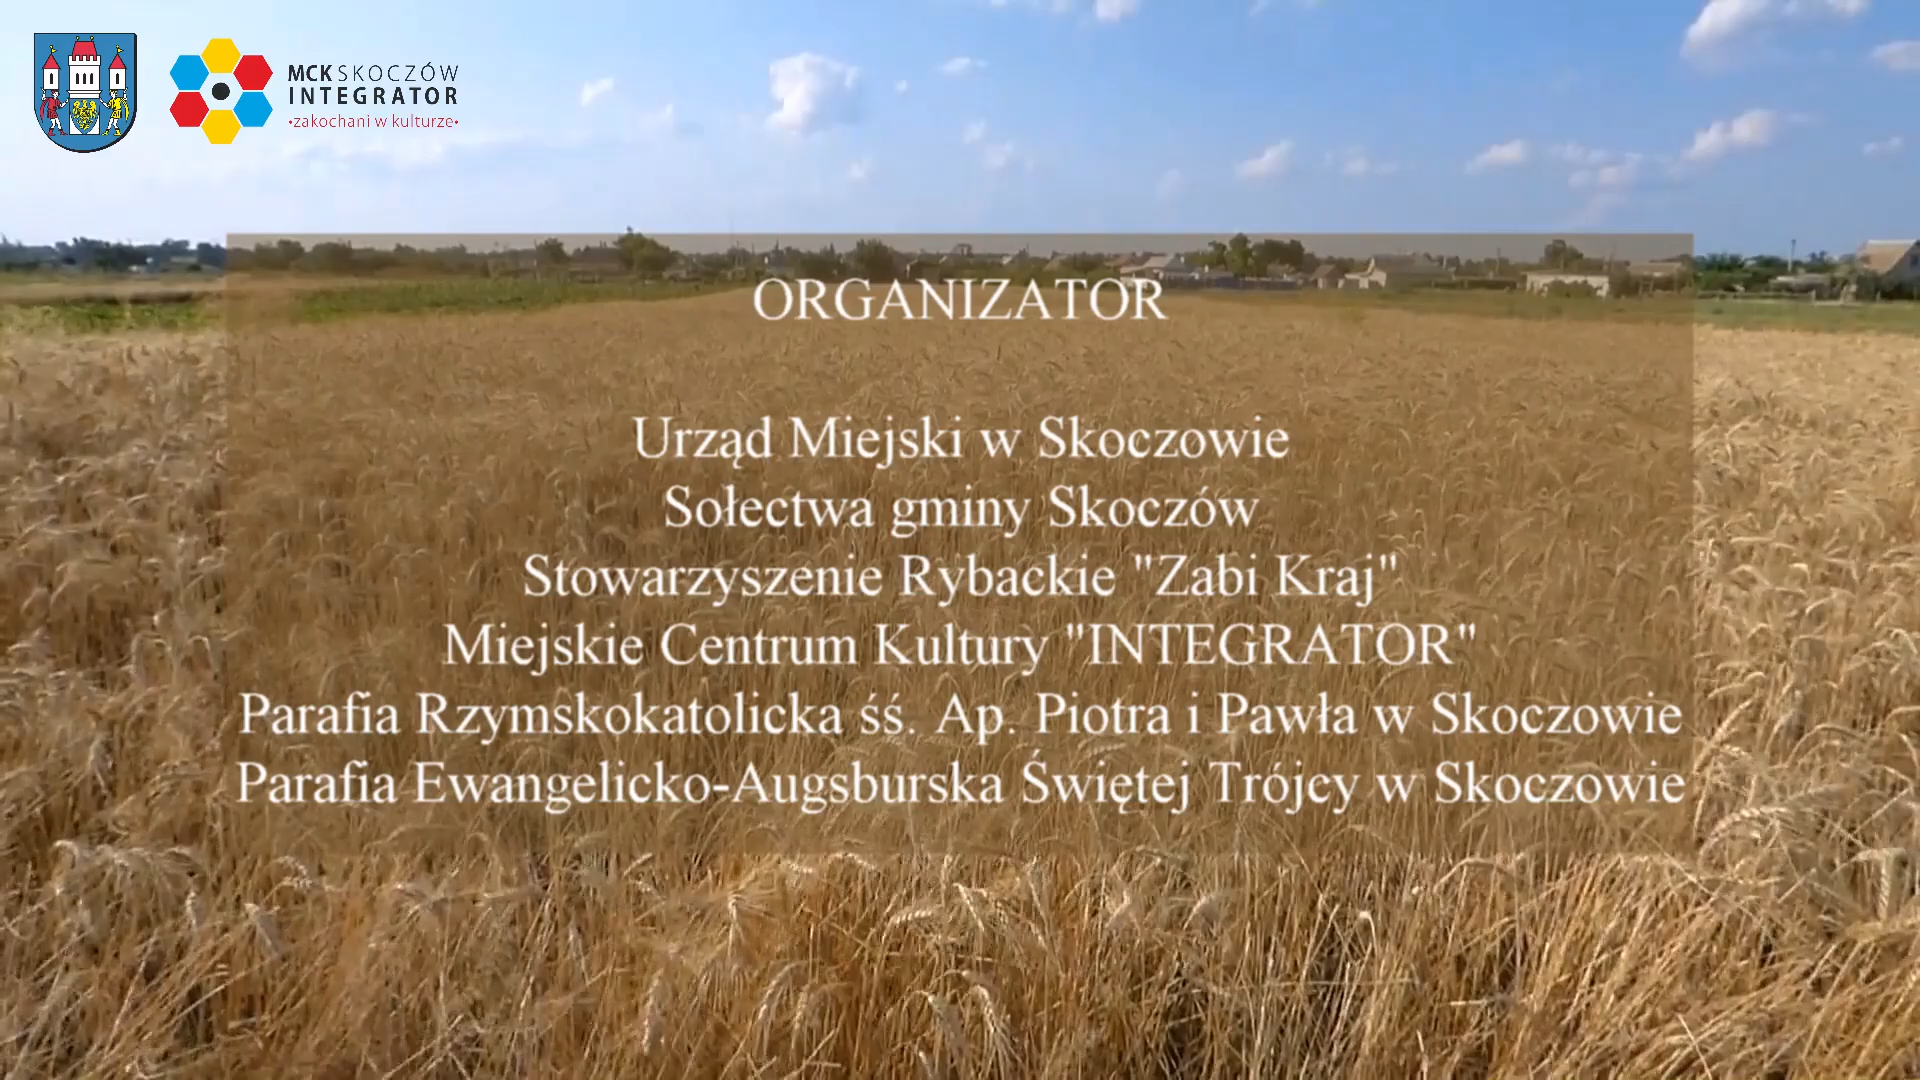 MCK SKOCZÓW
INTEGRATOR
•zakochani w kulturze•
ORGANIZATOR
Urząd Miejski w Skoczowie
Sołectwa gminy Skoczów
Stowarzyszenie Rybackie "Zabi Kraj"
Miejskie Centrum Kultury "INTEGRATOR"
Parafia Rzymskokatolicka śś. Ap. Piotra i Pawła w Skoczowie
Parafia Ewangelicko-Augsburska Świętej Trójcy w Skoczowie